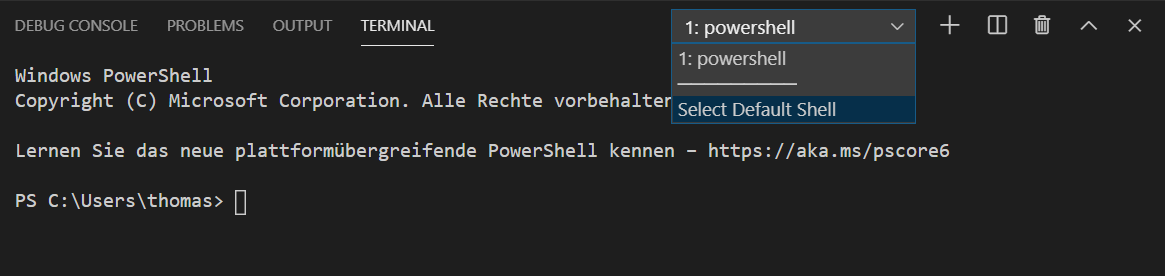 DEBUG CONSOLE PROBLEMS OUTPUT TERMINAL 1: powershell
1: powershell
Select Default Shell
Windows PowerShell
Copyright (C) Microsoft Corporation. Alle Rechte vorbehalten
Lernen Sie das neue plattformübergreifende PowerShell kennen – https://aka.ms/pscore6
PS C:\Users\thomas>